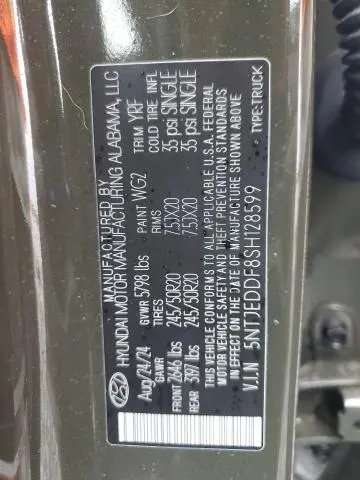 MANUFACTURED BY
HYUNDAI MOTOR MANUFACTURING ALABAMA, LLC
Aug/24/24 GVWR 5798 lbs PAINT WG2 TRIM YRF
GAWR TIRES RIMS COLD TIRE INFL
FRONT 2646 lbs 245/50R20 7.5JX20 35 psi SINGLE
REAR 3197 lbs 245/50R20 7.5JX20 35 psi SINGLE
THIS VEHICLE CONFORMS TO ALL APPLICABLE U.S.A. FEDERAL
MOTOR VEHICLE SAFETY AND THEFT PREVENTION STANDARDS
IN EFFECT ON THE DATE OF MANUFACTURE SHOWN ABOVE
V.I.N 5NTJEDDF8SH128599 TYPE:TRUCK